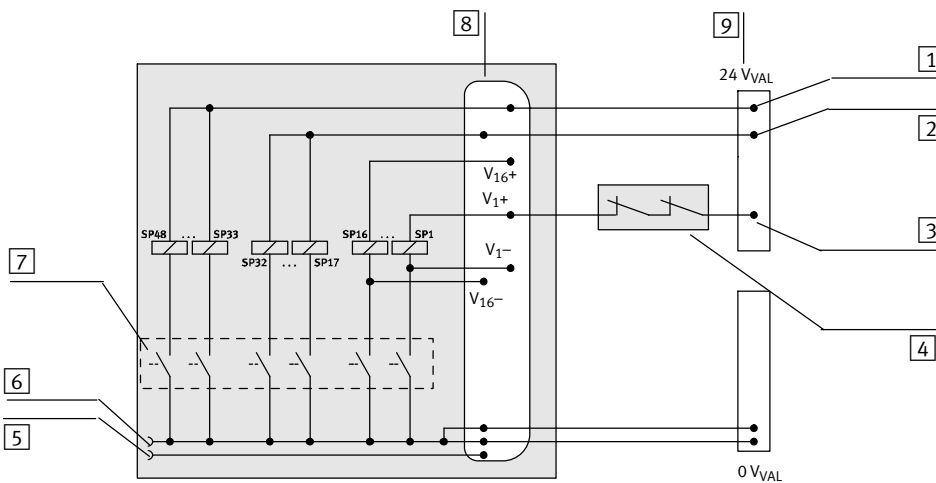 8
9
1
24 VVAL
2
V16+
V1+
SP48 ... SP33
SP16 ... SP1
3
SP32 ... SP17
V1–
7
V16–
4
6
5
0 VVAL